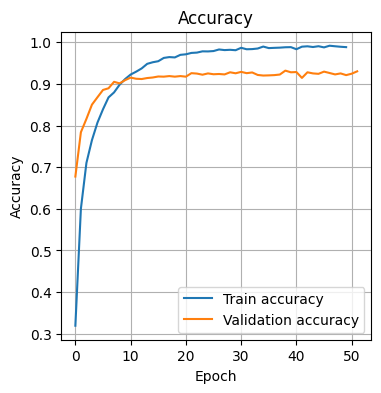 Accuracy
1.0
0.9
0.8
0.7
0.6
0.5
0.4
0.3
Accuracy
Train accuracy
Validation accuracy
0 10 20 30 40 50
Epoch